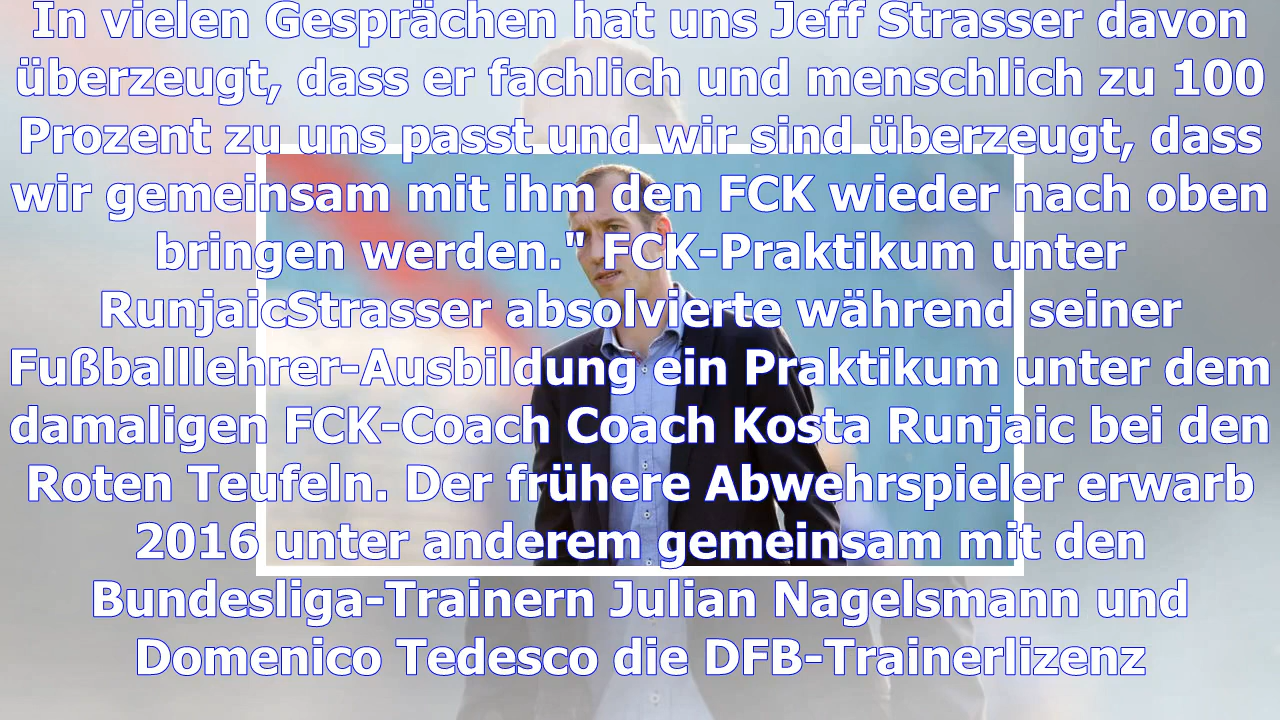 In vielen Gesprächen hat uns Jeff Strasser davon
überzeugt, dass er fachlich und menschlich zu 100
Prozent zu uns passt und wir sind überzeugt, dass
wir gemeinsam mit ihm den FCK wieder nach oben
bringen werden." FCK-Praktikum unter
RunjaicStrasser absolvierte während seiner
Fußballlehrer-Ausbildung ein Praktikum unter dem
damaligen FCK-Coach Coach Kosta Runjaic bei den
Roten Teufeln. Der frühere Abwehrspieler erwarb
2016 unter anderem gemeinsam mit den
Bundesliga-Trainern Julian Nagelsmann und
Domenico Tedesco die DFB-Trainerlizenz